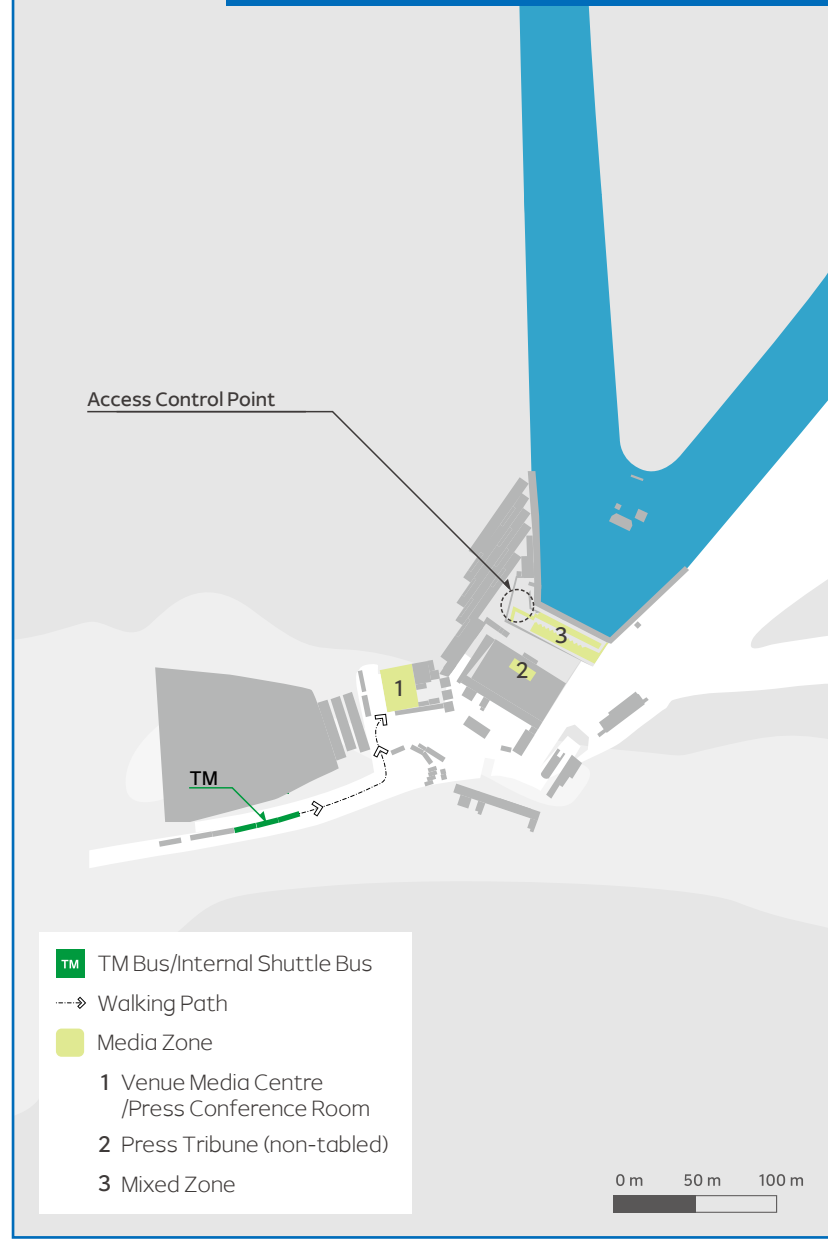 Access Control Point
3
2
1
TM
TM TM Bus/Internal Shuttle Bus
Walking Path
Media Zone
1 Venue Media Centre
/Press Conference Room
2 Press Tribune (non-tabled)
3 Mixed Zone
0 m 50 m 100 m